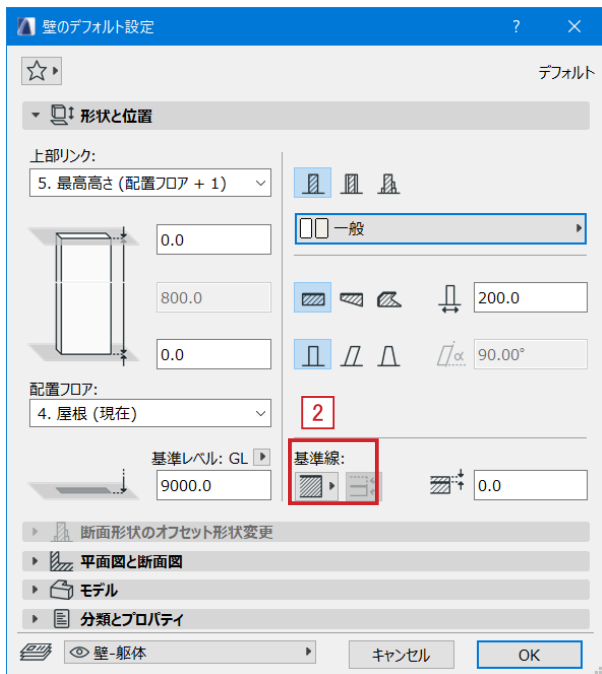 壁のデフォルト設定 ? ×
デフォルト
形状と位置
上部リンク:
5. 最高高さ (配置フロア + 1)
一般
0.0
800.0
200.0
0.0
α 90.00°
配置フロア:
4. 屋根 (現在)
2
基準レベル: GL
基準線:
9000.0
0.0
断面形状のオフセット形状変更
平面図と断面図
モデル
分類とプロパティ
壁-躯体
キャンセル
OK